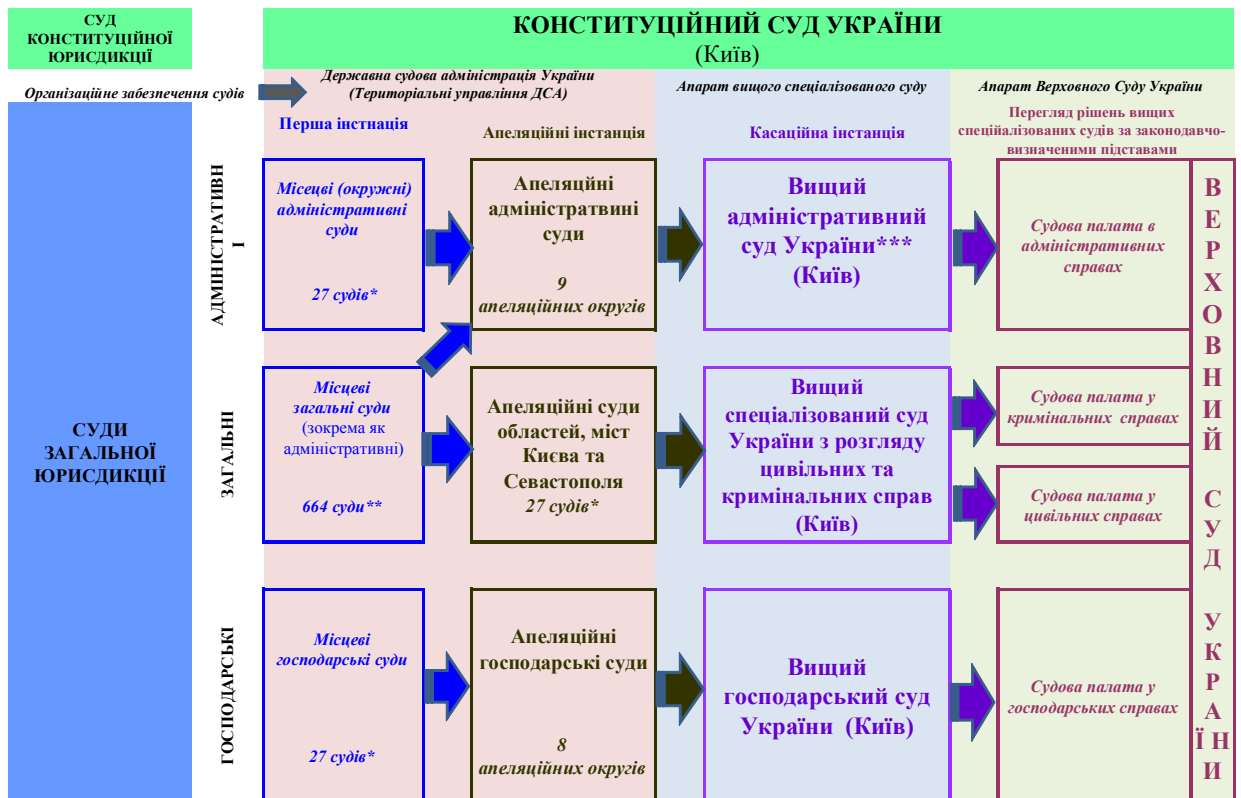 СУД
КОНСТИТУЦІЙНОЇ
ЮРИСДИКЦІЇ
КОНСТИТУЦІЙНИЙ СУД УКРАЇНИ
(Київ)
Організаційне забезпечення судів
Державна судова адміністрація України
(Територіальні управління ДСА)
Апарат вищого спеціалізованого суду
Апарат Верховного Суду України
Перша інстнація
Апеляційні інстанція
Касаційна інстанція
Перегляд рішень вищих
спеційалізованих судів за законодавчо-
визначеними підставами
СУДИ
ЗАГАЛЬНОЇ
ЮРИСДИКЦІЇ
АДМІНІСТРАТИВН
І
Місецві (окружні)
адміністративні
суди
27 судів*
Апеляцйні
адміністратвині
суди
9
апеляційних округів
Вищий
адміністративний
суд України***
(Київ)
Судова палата в
адміністративних
справах
ЗАГАЛЬНІ
Місцеві
загальні суди
(зокрема як
адміністративні)
664 суди**
Апеляційні суди
областей, міст
Києва та
Севастополя
27 судів*
Вищий
спеціалізований суд
України з розгляду
цивільних та
кримінальних справ
(Київ)
Судова палата у
кримінальних справах
Судова палата у
цивільних справах
ГОСПОДАРСЬКІ
Місцеві
господарські суди
27 судів*
Апеляційні
господарські суди
8
апеляційних округів
Вищий
господарський суд
України (Київ)
Судова палата у
господарських справах
В
Е
Р
Х
О
В
Н
И
Й
С
У
Д
У
К
Р
А
Ї Н
И